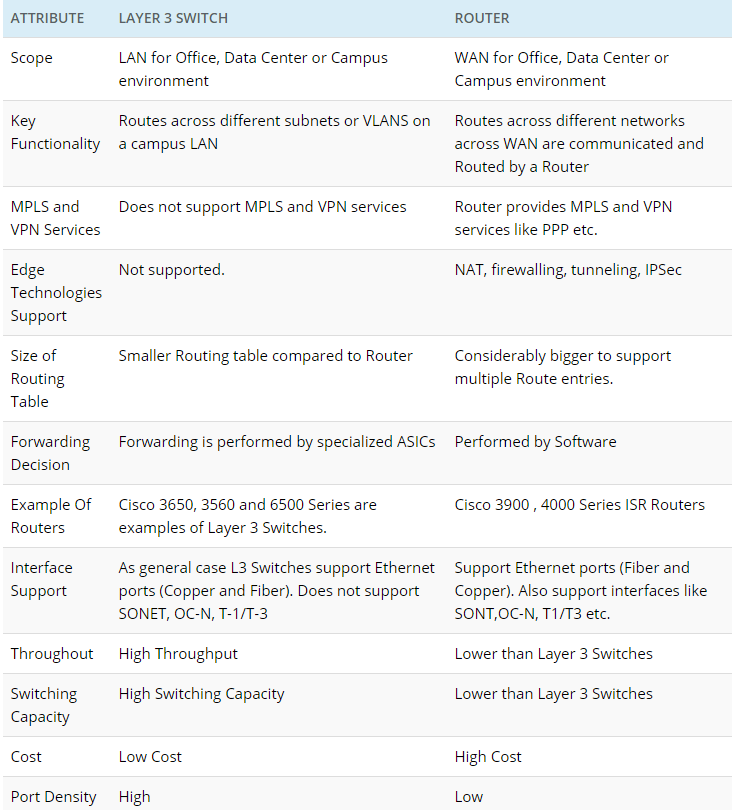 ATTRIBUTE LAYER 3 SWITCH ROUTER
Scope LAN for Office, Data Center or Campus WAN for Office, Data Center or
environment Campus environment
Key Routes across different subnets or VLANS on Routes across different networks
Functionality a campus LAN across WAN are communicated and
Routed by a Router
MPLS and Does not support MPLS and VPN services Router provides MPLS and VPN
VPN Services services like PPP etc.
Edge Not supported. NAT, firewalling, tunneling, IPSec
Technologies
Support
Size of Smaller Routing table compared to Router Considerably bigger to support
Routing multiple Route entries.
Table
Forwarding Forwarding is performed by specialized ASICs Performed by Software
Decision
Example Of Cisco 3650, 3560 and 6500 Series are Cisco 3900 , 4000 Series ISR Routers
Routers examples of Layer 3 Switches.
Interface As general case L3 Switches support Ethernet Support Ethernet ports (Fiber and
Support ports (Copper and Fiber). Does not support Copper). Also support interfaces like
SONET, OC-N, T-1/T-3 SONT,OC-N, T1/T3 etc.
Throughout High Throughput Lower than Layer 3 Switches
Switching High Switching Capacity Lower than Layer 3 Switches
Capacity
Cost Low Cost High Cost
Port Density High Low